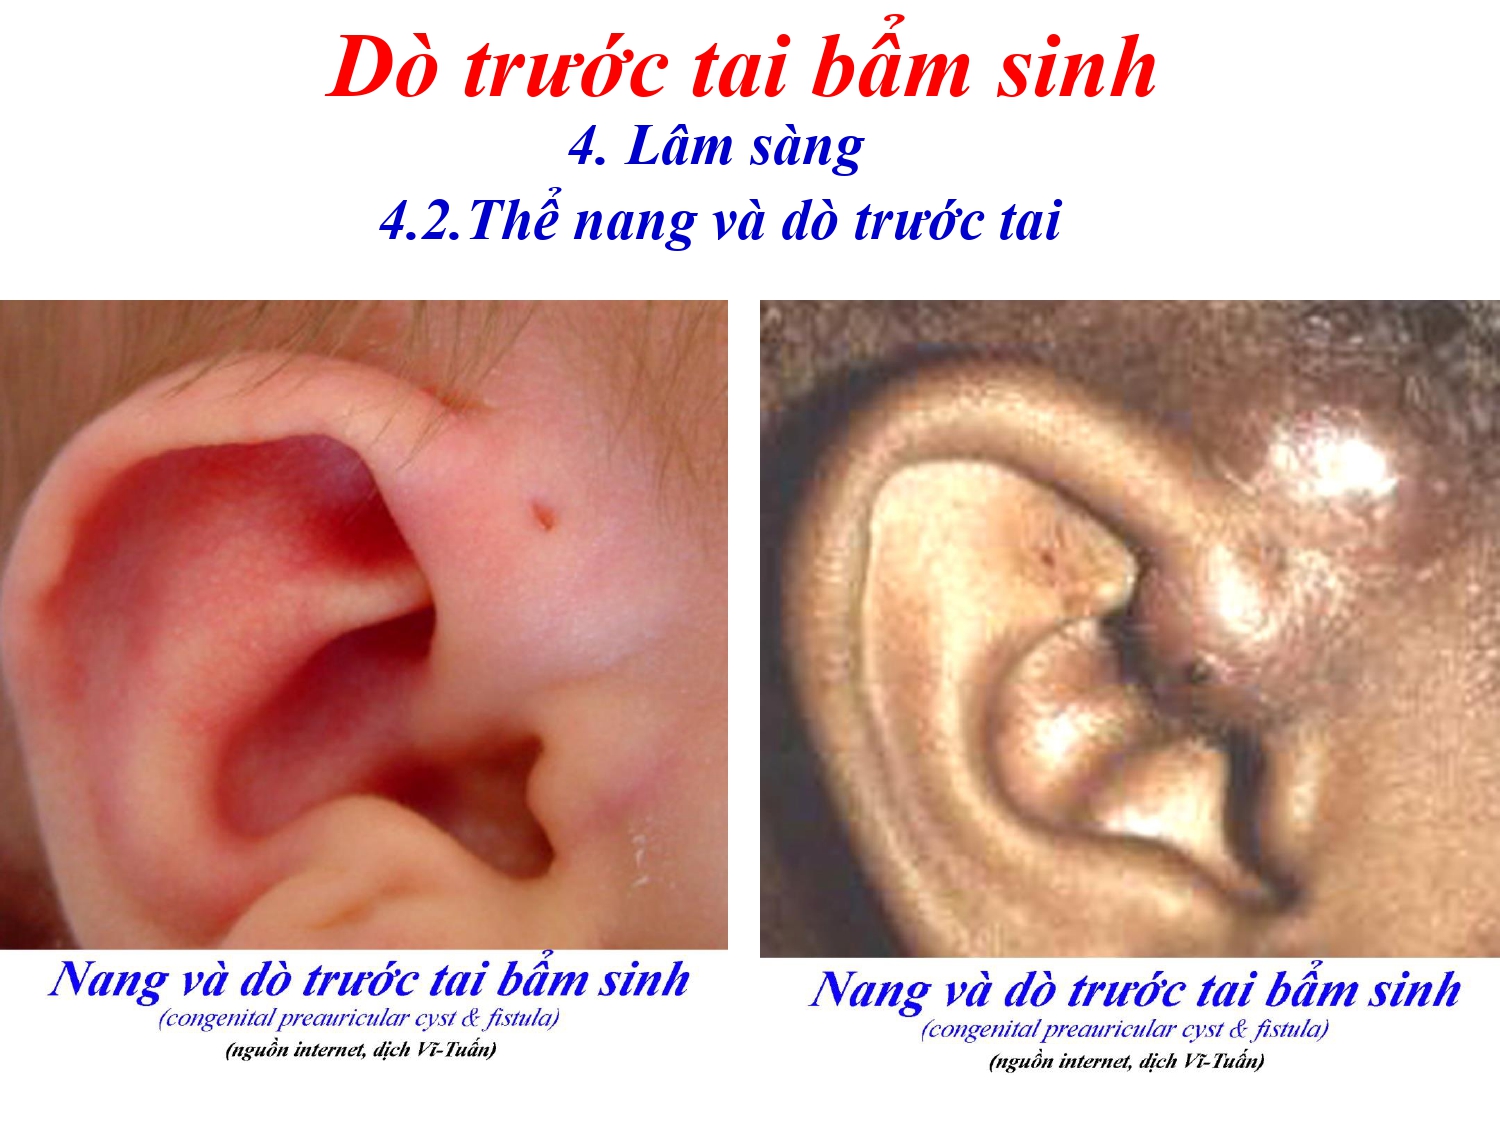 Dò trước tai bẩm sinh
4. Lâm sàng
4.2.Thể nang và dò trước tai
Nang và dò trước tai bẩm sinh
(congenital preauricular cyst & fistula)
(nguồn internet, dịch Vĩ-Tuấn)
Nang và dò trước tai bẩm sinh
(congenital preauricular cyst & fistula)
(nguồn internet, dịch Vĩ-Tuấn)